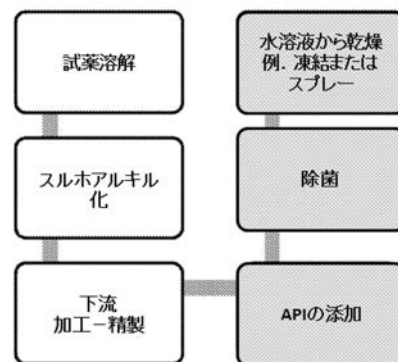 試薬溶解
スルホアルキル
化
下流
加工－精製
APIの添加
除菌
水溶液から乾燥
例．凍結または
スプレー